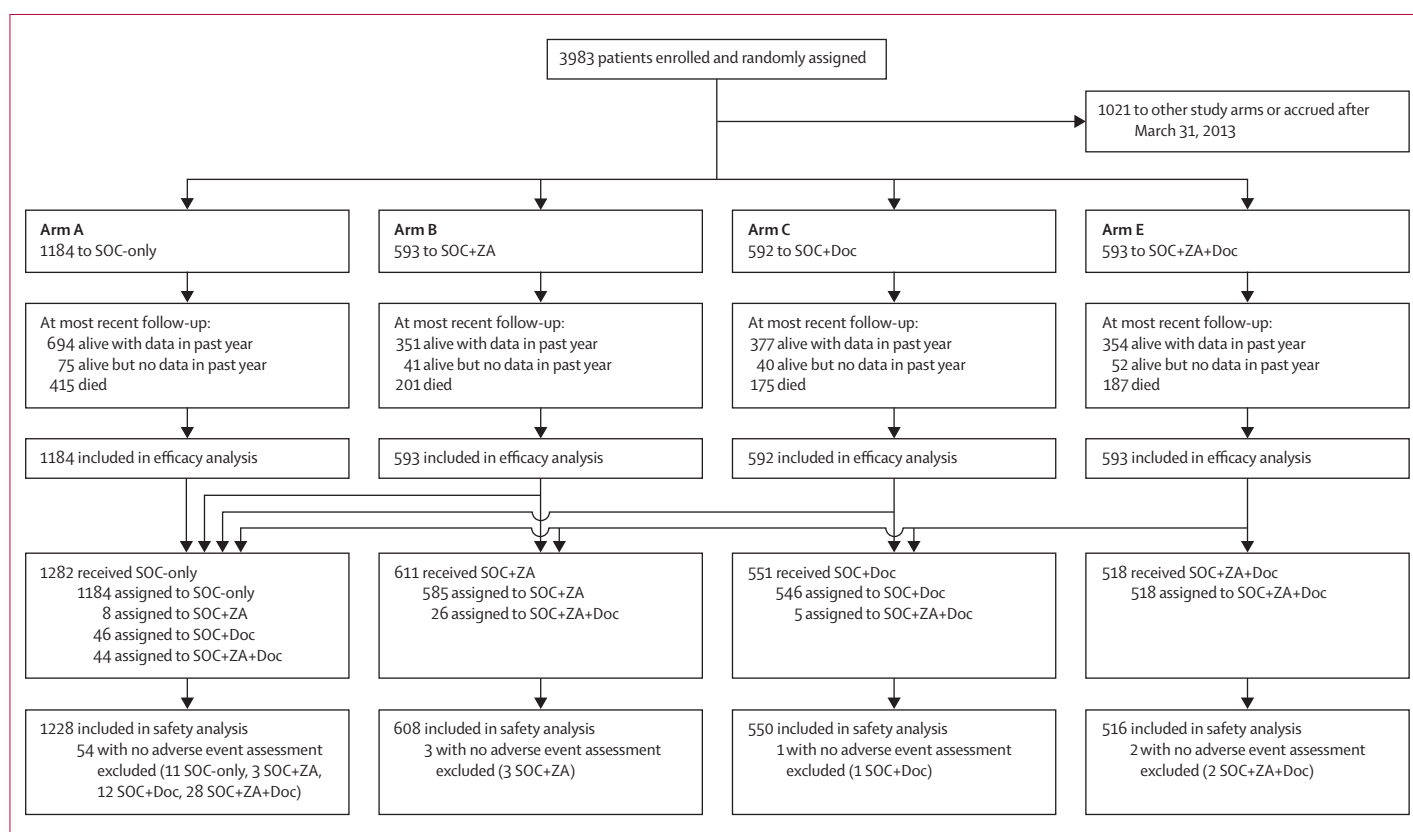 3983 patients enrolled and randomly assigned
1021 to other study arms or accrued after
March 31, 2013
Arm A
1184 to SOC-only
Arm B
593 to SOC+ZA
Arm C
592 to SOC+Doc
Arm E
593 to SOC+ZA+Doc
At most recent follow-up:
694 alive with data in past year
75 alive but no data in past year
415 died
At most recent follow-up:
351 alive with data in past year
41 alive but no data in past year
201 died
At most recent follow-up:
377 alive with data in past year
40 alive but no data in past year
175 died
At most recent follow-up:
354 alive with data in past year
52 alive but no data in past year
187 died
1184 included in efficacy analysis
593 included in efficacy analysis
592 included in efficacy analysis
593 included in efficacy analysis
1282 received SOC-only
1184 assigned to SOC-only
8 assigned to SOC+ZA
46 assigned to SOC+Doc
44 assigned to SOC+ZA+Doc
611 received SOC+ZA
585 assigned to SOC+ZA
26 assigned to SOC+ZA+Doc
551 received SOC+Doc
546 assigned to SOC+Doc
5 assigned to SOC+ZA+Doc
518 received SOC+ZA+Doc
518 assigned to SOC+ZA+Doc
1228 included in safety analysis
54 with no adverse event assessment
excluded (11 SOC-only, 3 SOC+ZA,
12 SOC+Doc, 28 SOC+ZA+Doc)
608 included in safety analysis
3 with no adverse event assessment
excluded (3 SOC+ZA)
550 included in safety analysis
1 with no adverse event assessment
excluded (1 SOC+Doc)
516 included in safety analysis
2 with no adverse event assessment
excluded (2 SOC+ZA+Doc)